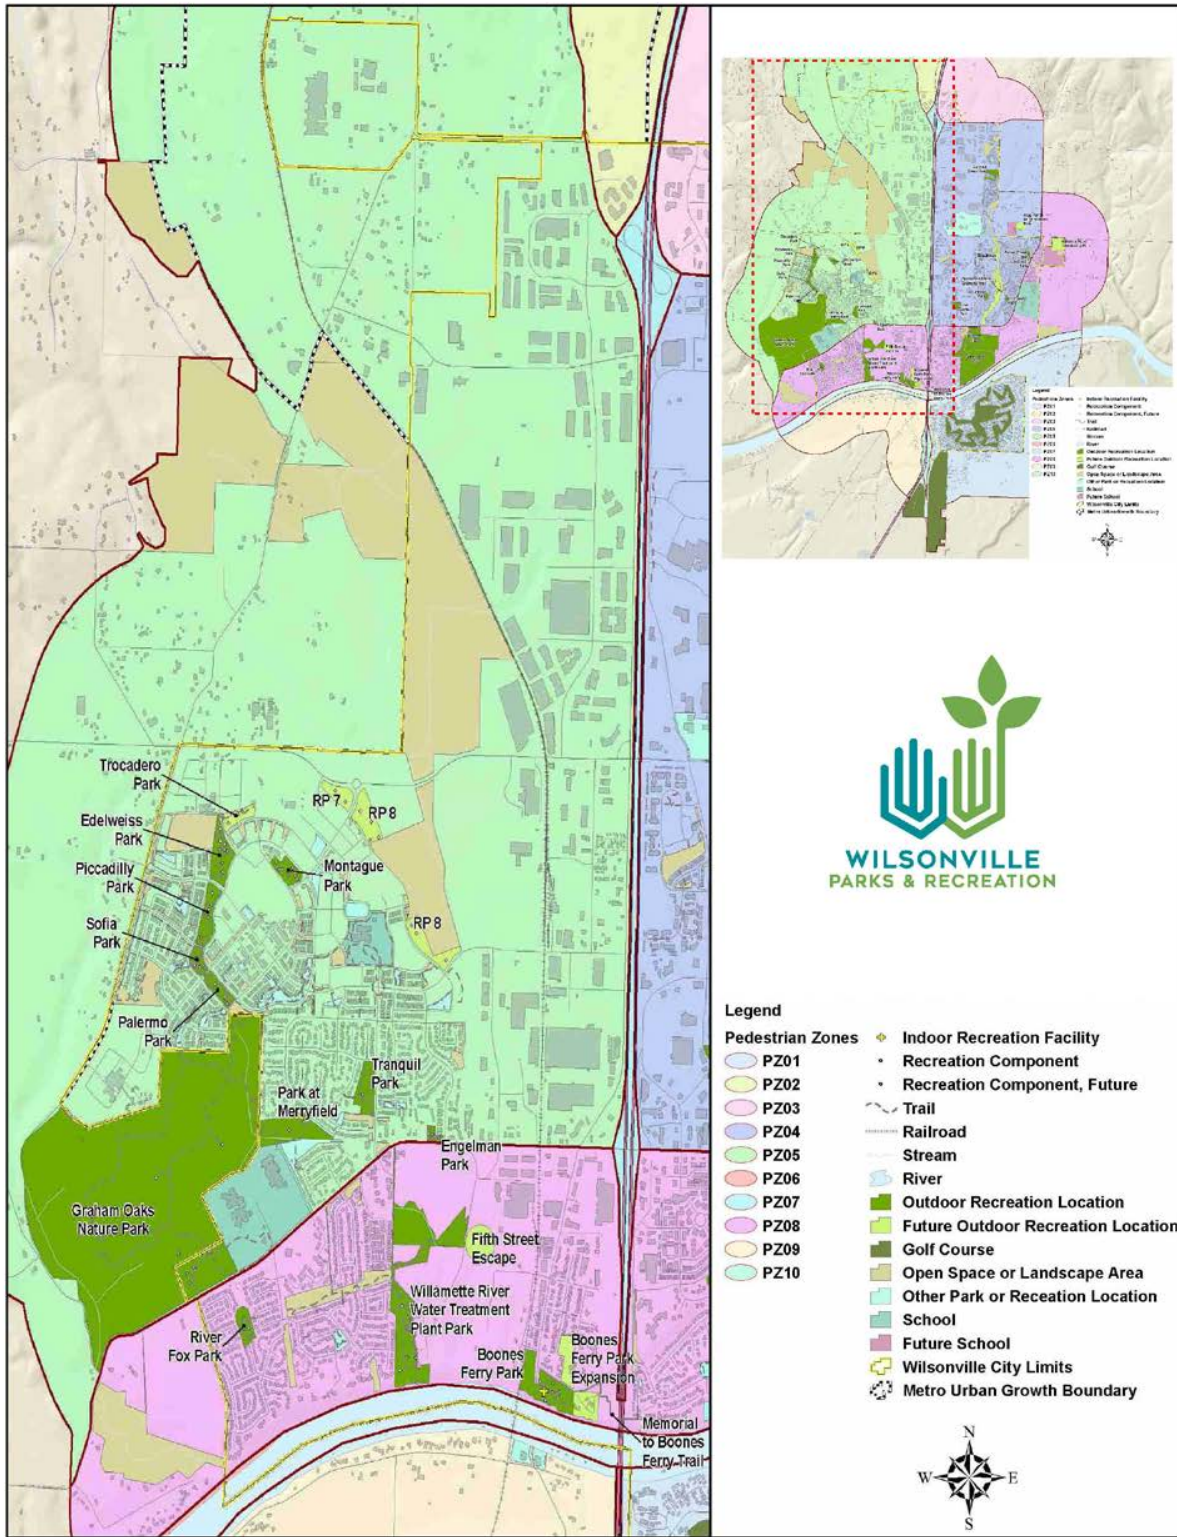 Trocadero
Park
Edelweiss
Park
Piccadilly
Park
Sofia
Park
Palermo
Park
RP 7
RP 8
Montague
Park
RP 8
Tranquil
Park
Park at
Merryfield
Engelman
Park
Graham Oaks
Nature Park
Fifth Street
Escape
Willamette River
Water Treatment
Plant Park
River
Fox Park
Boones
Ferry Park
Boones
Ferry Park
Expansion
Memorial
to Boones
Ferry Trail
WILSONVILLE
PARKS & RECREATION
Legend
Pedestrian Zones
PZ01
PZ02
PZ03
PZ04
PZ05
PZ06
PZ07
PZ08
PZ09
PZ10
Indoor Recreation Facility
Recreation Component
Recreation Component, Future
Trail
Railroad
Stream
River
Outdoor Recreation Location
Future Outdoor Recreation Location
Golf Course
Open Space or Landscape Area
Other Park or Receation Location
School
Future School
Wilsonville City Limits
Metro Urban Growth Boundary
N
W E
S